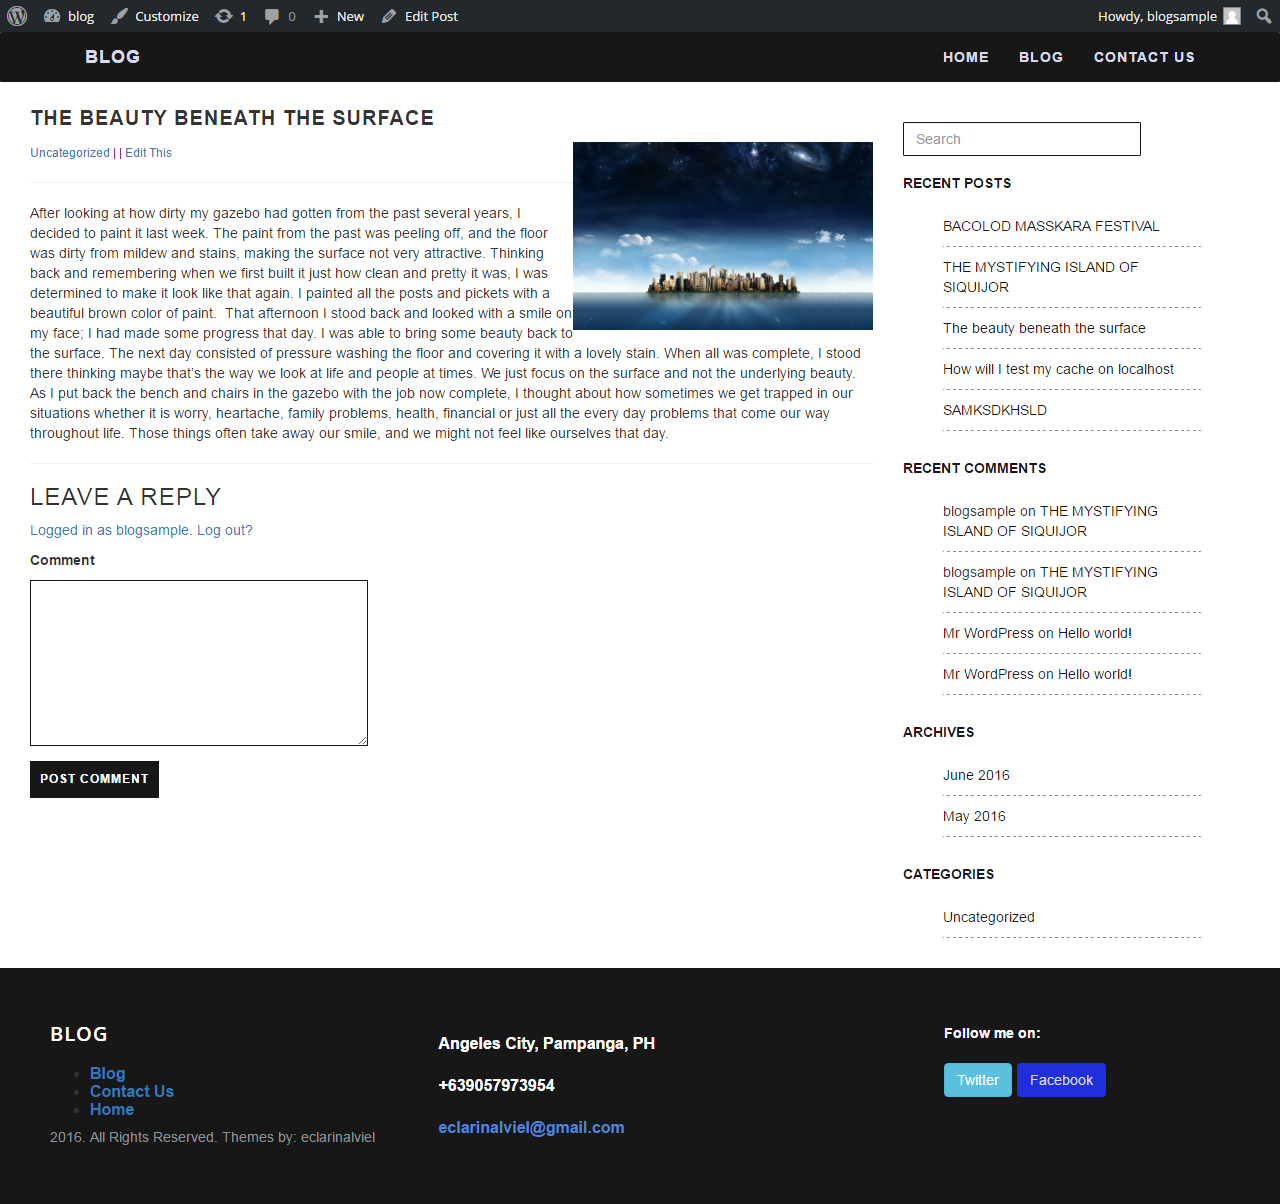 blog Customize 1 0 New Edit Post Howdy, blogsample
BLOG HOME BLOG CONTACT US
THE BEAUTY BENEATH THE SURFACE
Uncategorized | | Edit This
After looking at how dirty my gazebo had gotten from the past several years, I
decided to paint it last week. The paint from the past was peeling off, and the floor
was dirty from mildew and stains, making the surface not very attractive. Thinking
back and remembering when we first built it just how clean and pretty it was, I was
determined to make it look like that again. I painted all the posts and pickets with a
beautiful brown color of paint.  That afternoon I stood back and looked with a smile on
my face; I had made some progress that day. I was able to bring some beauty back to
the surface. The next day consisted of pressure washing the floor and covering it with a lovely stain. When all was complete, I stood
there thinking maybe that’s the way we look at life and people at times. We just focus on the surface and not the underlying beauty.
As I put back the bench and chairs in the gazebo with the job now complete, I thought about how sometimes we get trapped in our
situations whether it is worry, heartache, family problems, health, financial or just all the every day problems that come our way
throughout life. Those things often take away our smile, and we might not feel like ourselves that day.
LEAVE A REPLY
Logged in as blogsample. Log out?
Comment
POST COMMENT
Search
RECENT POSTS
BACOLOD MASSKARA FESTIVAL
THE MYSTIFYING ISLAND OF
SIQUIJOR
The beauty beneath the surface
How will I test my cache on localhost
SAMKSDKHSLD
RECENT COMMENTS
blogsample on THE MYSTIFYING
ISLAND OF SIQUIJOR
blogsample on THE MYSTIFYING
ISLAND OF SIQUIJOR
Mr WordPress on Hello world!
Mr WordPress on Hello world!
ARCHIVES
June 2016
May 2016
CATEGORIES
Uncategorized
BLOG
Blog
Contact Us
Home
2016. All Rights Reserved. Themes by: eclarinalviel
Angeles City, Pampanga, PH
+639057973954
eclarinalviel@gmail.com
Follow me on:
Twitter Facebook